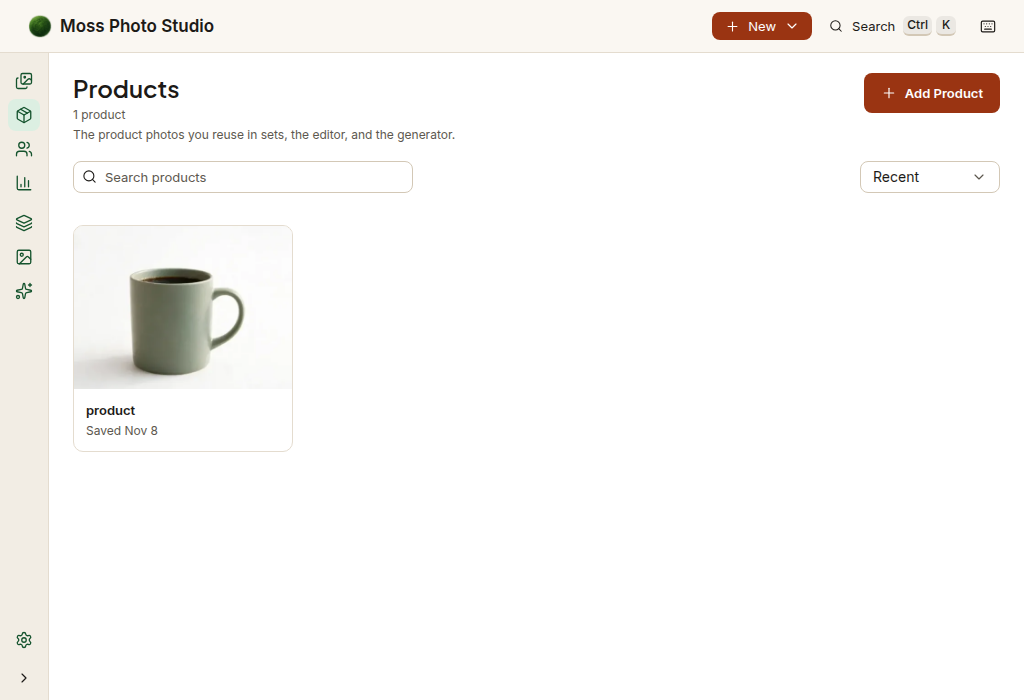 Moss Photo Studio
New
Search Ctrl K
Products
1 product
The product photos you reuse in sets, the editor, and the generator.
Add Product
Search products
Recent
product
Saved Nov 8